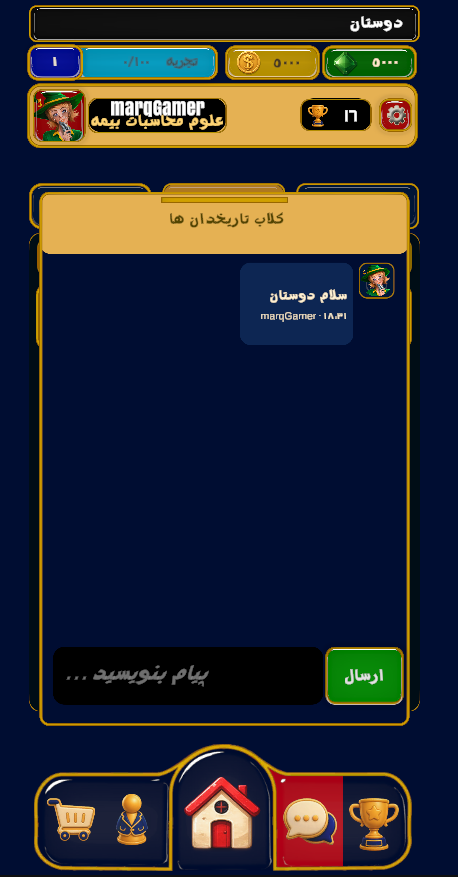 دوستان
۵۰۰۰
۵۰۰۰
تجربه ۰/۱۰۰
۱
۱۶
marqGamer
علوم محاسبات بیمه
کلاب تاریخدان ها
سلام دوستان
marqGamer · ۱۸:۳۱
ارسال
پیام بنویسید ...